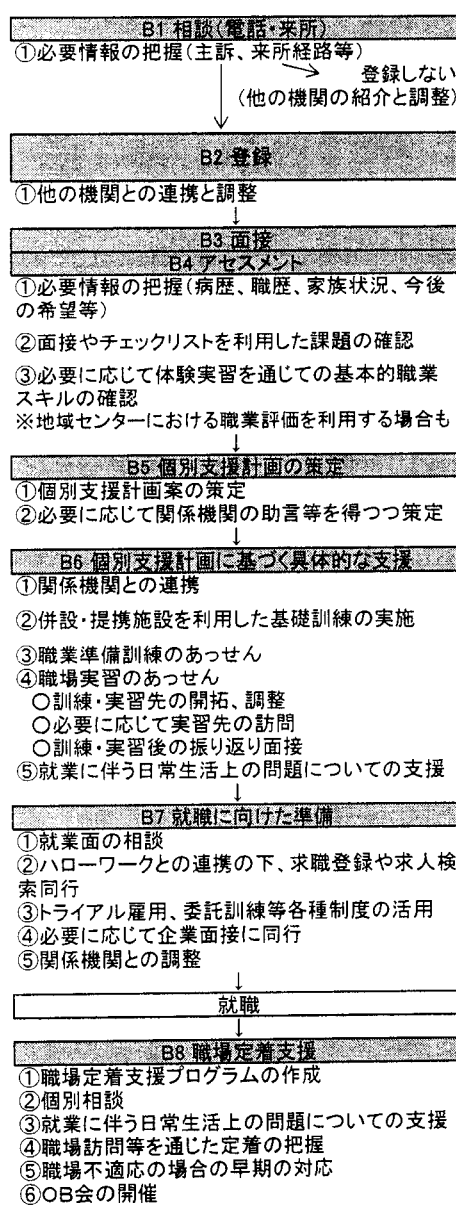 B1 相談(電話・来所)
①必要情報の把握(主訴、来所経路等)
登録しない
(他の機関の紹介と調整)
B2 登録
①他の機関との連携と調整
B3 面接
B4 アセスメント
①必要情報の把握(病歴、職歴、家族状況、今後
の希望等)
②面接やチェックリストを利用した課題の確認
③必要に応じて体験実習を通じての基本的職業
スキルの確認
※地域センターにおける職業評価を利用する場合も
B5 個別支援計画の策定
①個別支援計画案の策定
②必要に応じて関係機関の助言等を得つつ策定
B6 個別支援計画に基づく具体的な支援
①関係機関との連携
②併設・提携施設を利用した基礎訓練の実施
③職業準備訓練のあっせん
④職場実習のあっせん
○訓練・実習先の開拓、調整
○必要に応じて実習先の訪問
○訓練・実習後の振り返り面接
⑤就業に伴う日常生活上の問題についての支援
B7 就職に向けた準備
①就業面の相談
②ハローワークとの連携の下、求職登録や求人検
索同行
③トライアル雇用、委託訓練等各種制度の活用
④必要に応じて企業面接に同行
⑤関係機関との調整
就職
B8 職場定着支援
①職場定着支援プログラムの作成
②個別相談
③就業に伴う日常生活上の問題についての支援
④職場訪問等を通じた定着の把握
⑤職場不適応の場合の早期の対応
⑥OB会の開催